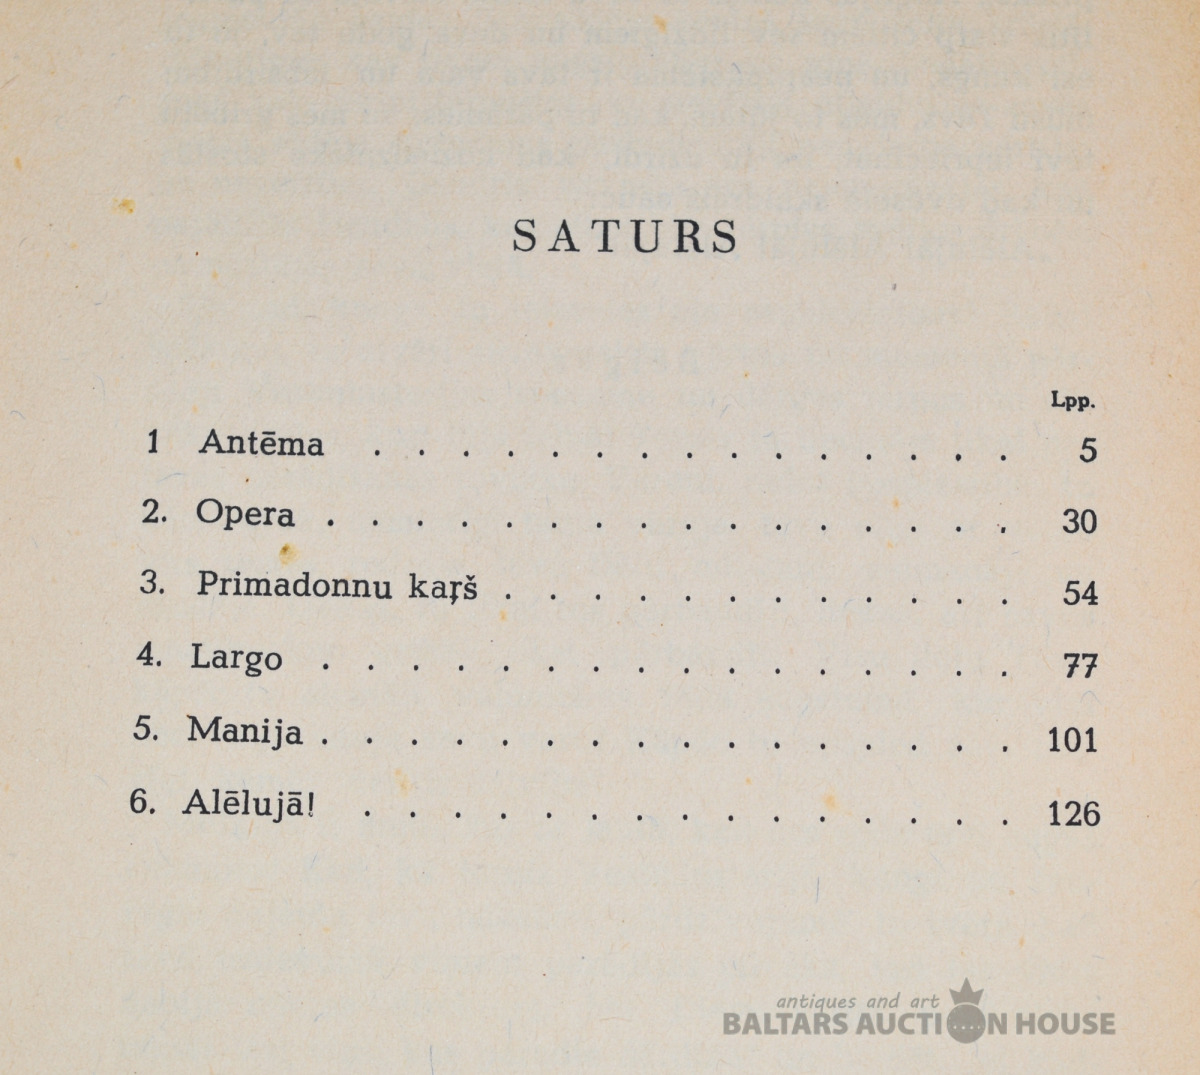 SATURS
Lpp.
1 Antēma . . . . . . . . . . . . . . . 5
2. Opera . . . . . . . . . . . . . . . . 30
3. Primadonnu kaŗš . . . . . . . . . . . . 54
4. Largo . . . . . . . . . . . . . . . . 77
5. Manija . . . . . . . . . . . . . . . . 101
6. Alēlujā! . . . . . . . . . . . . . . . 126
antiques and art
BALTARS AUCTION HOUSE